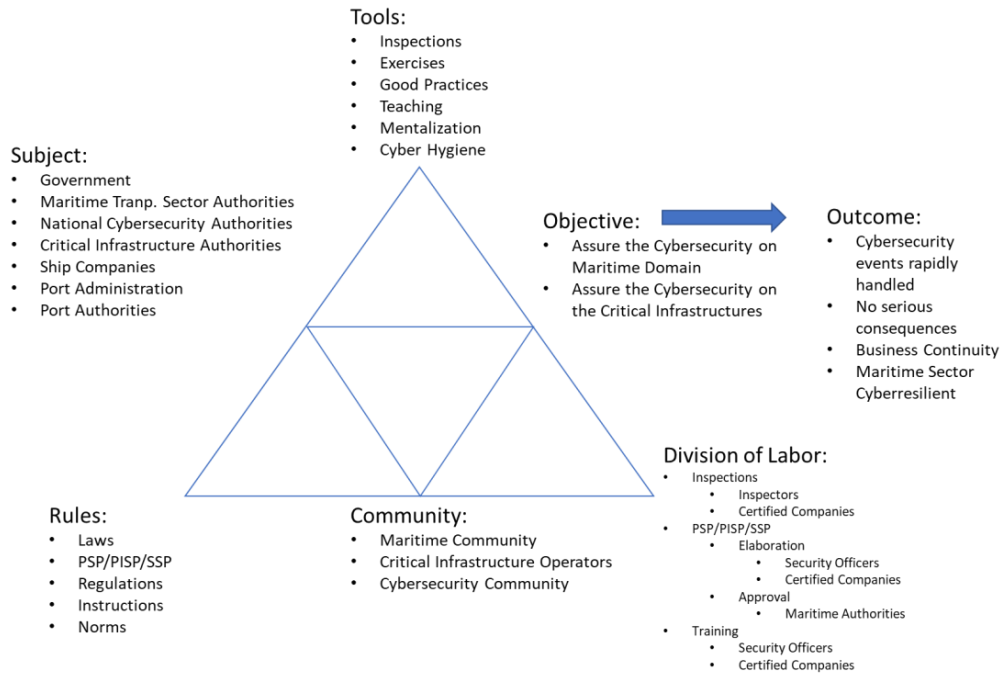 Tools:
• Inspections
• Exercises
• Good Practices
• Teaching
• Mentalization
• Cyber Hygiene
Subject:
• Government
• Maritime Tranp. Sector Authorities
• National Cybersecurity Authorities
• Critical Infrastructure Authorities
• Ship Companies
• Port Administration
• Port Authorities
Objective:
• Assure the Cybersecurity on
Maritime Domain
• Assure the Cybersecurity on
the Critical Infrastructures
Outcome:
• Cybersecurity
events rapidly
handled
• No serious
consequences
• Business Continuity
• Maritime Sector
Cyberresilient
Rules:
• Laws
• PSP/PISP/SSP
• Regulations
• Instructions
• Norms
Community:
• Maritime Community
• Critical Infrastructure Operators
• Cybersecurity Community
Division of Labor:
• Inspections
• Inspectors
• Certified Companies
• PSP/PISP/SSP
• Elaboration
• Security Officers
• Certified Companies
• Approval
• Maritime Authorities
• Training
• Security Officers
• Certified Companies